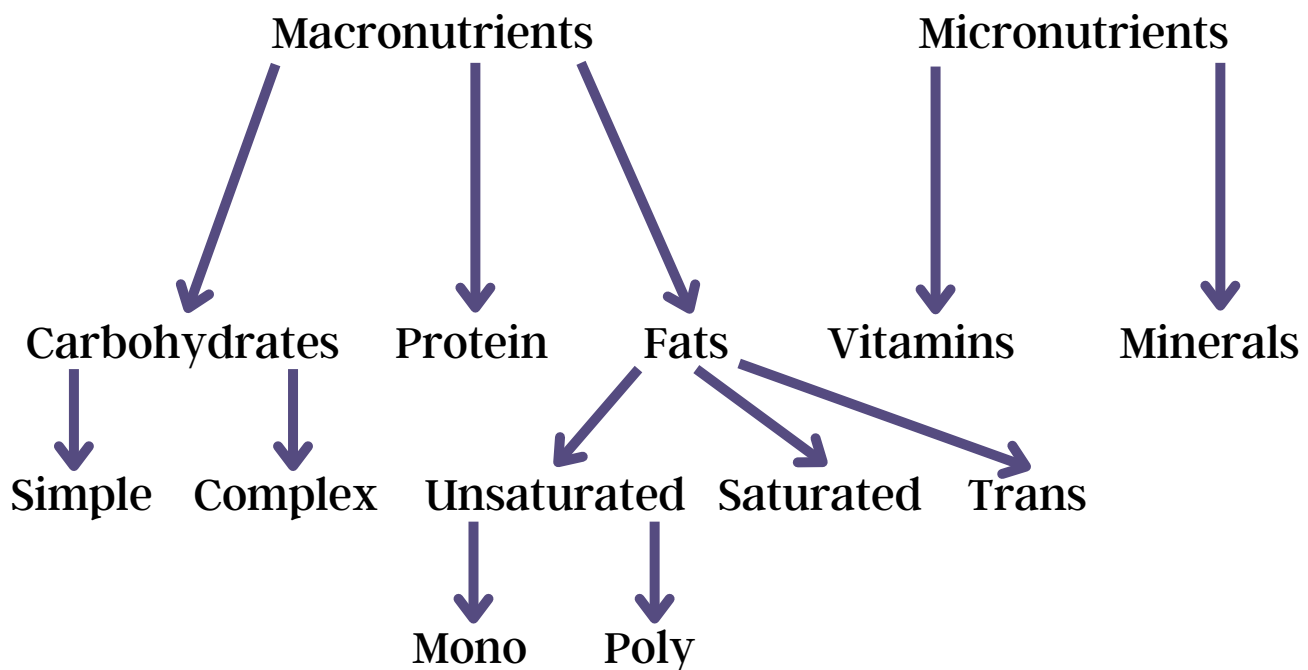 Macronutrients Micronutrients
Carbohydrates Protein Fats Vitamins Minerals
Simple Complex Unsaturated Saturated Trans
Mono Poly